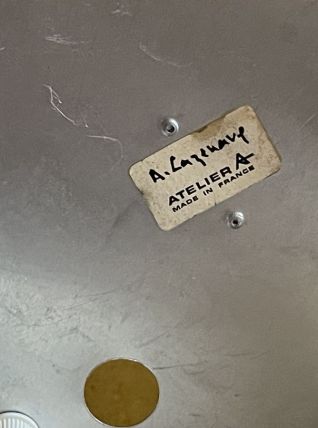 A. Cazenave
ATELIER A
MADE IN FRANCE